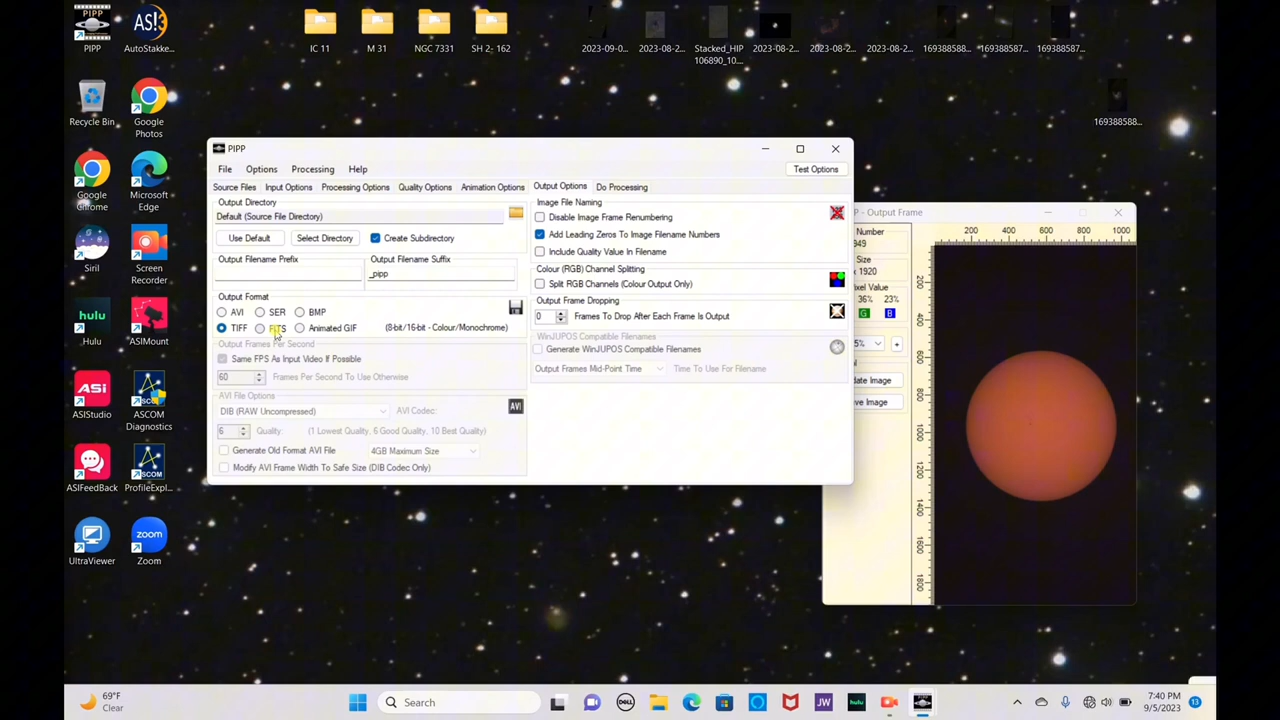 PIPP
AutoStakke...
IC 11
M 31
NGC 7331
SH 2- 162
2023-09-0...
2023-08-2...
Stacked_HIP
106890_10....
2023-08-2...
2023-08-2...
2023-08-2...
169388588...
169387587...
169387587...
169388588...
Recycle Bin
Google
Photos
Google
Chrome
Microsoft
Edge
Siril
Screen
Recorder
hulu
Hulu
ASIMount
ASi
ASIStudio
ASCOM
ASCOM
Diagnostics
ASIFeedBack
ASCOM
ProfileExpl...
UltraViewer
zoom
Zoom
PIPP
File
Options
Processing
Help
Test Options
Source Files
Input Options
Processing Options
Quality Options
Animation Options
Output Options
Do Processing
Output Directory
Default (Source File Directory)
Use Default
Select Directory
Create Subdirectory
Output Filename Prefix
Output Filename Suffix
_pipp
Output Format
AVI
SER
BMP
TIFF
FITS
Animated GIF
(8-bit/16-bit - Colour/Monochrome)
Output Frames Per Second
Same FPS As Input Video If Possible
60
Frames Per Second To Use Otherwise
AVI File Options
DIB (RAW Uncompressed)
AVI Codec:
AVI
6
Quality:
(1 Lowest Quality, 6 Good Quality, 10 Best Quality)
Generate Old Format AVI File
4GB Maximum Size
Modify AVI Frame Width To Safe Size (DIB Codec Only)
Image File Naming
Disable Image Frame Renumbering
Add Leading Zeros To Image Filename Numbers
Include Quality Value In Filename
Colour (RGB) Channel Splitting
Split RGB Channels (Colour Output Only)
Output Frame Dropping
0
Frames To Drop After Each Frame Is Output
WinJUPOS Compatible Filenames
Generate WinJUPOS Compatible Filenames
Output Frames Mid-Point Time
Time To Use For Filename
P - Output Frame
Number
949
Size
x 1920
ixel Value
36% 23%
G B
5%
+
date Image
ve Image
200 400 600 800 1000
200
400
600
800
1000
1200
1400
1600
1800
69°F
Clear
Search
DELL
JW
hulu
7:40 PM
9/5/2023
13